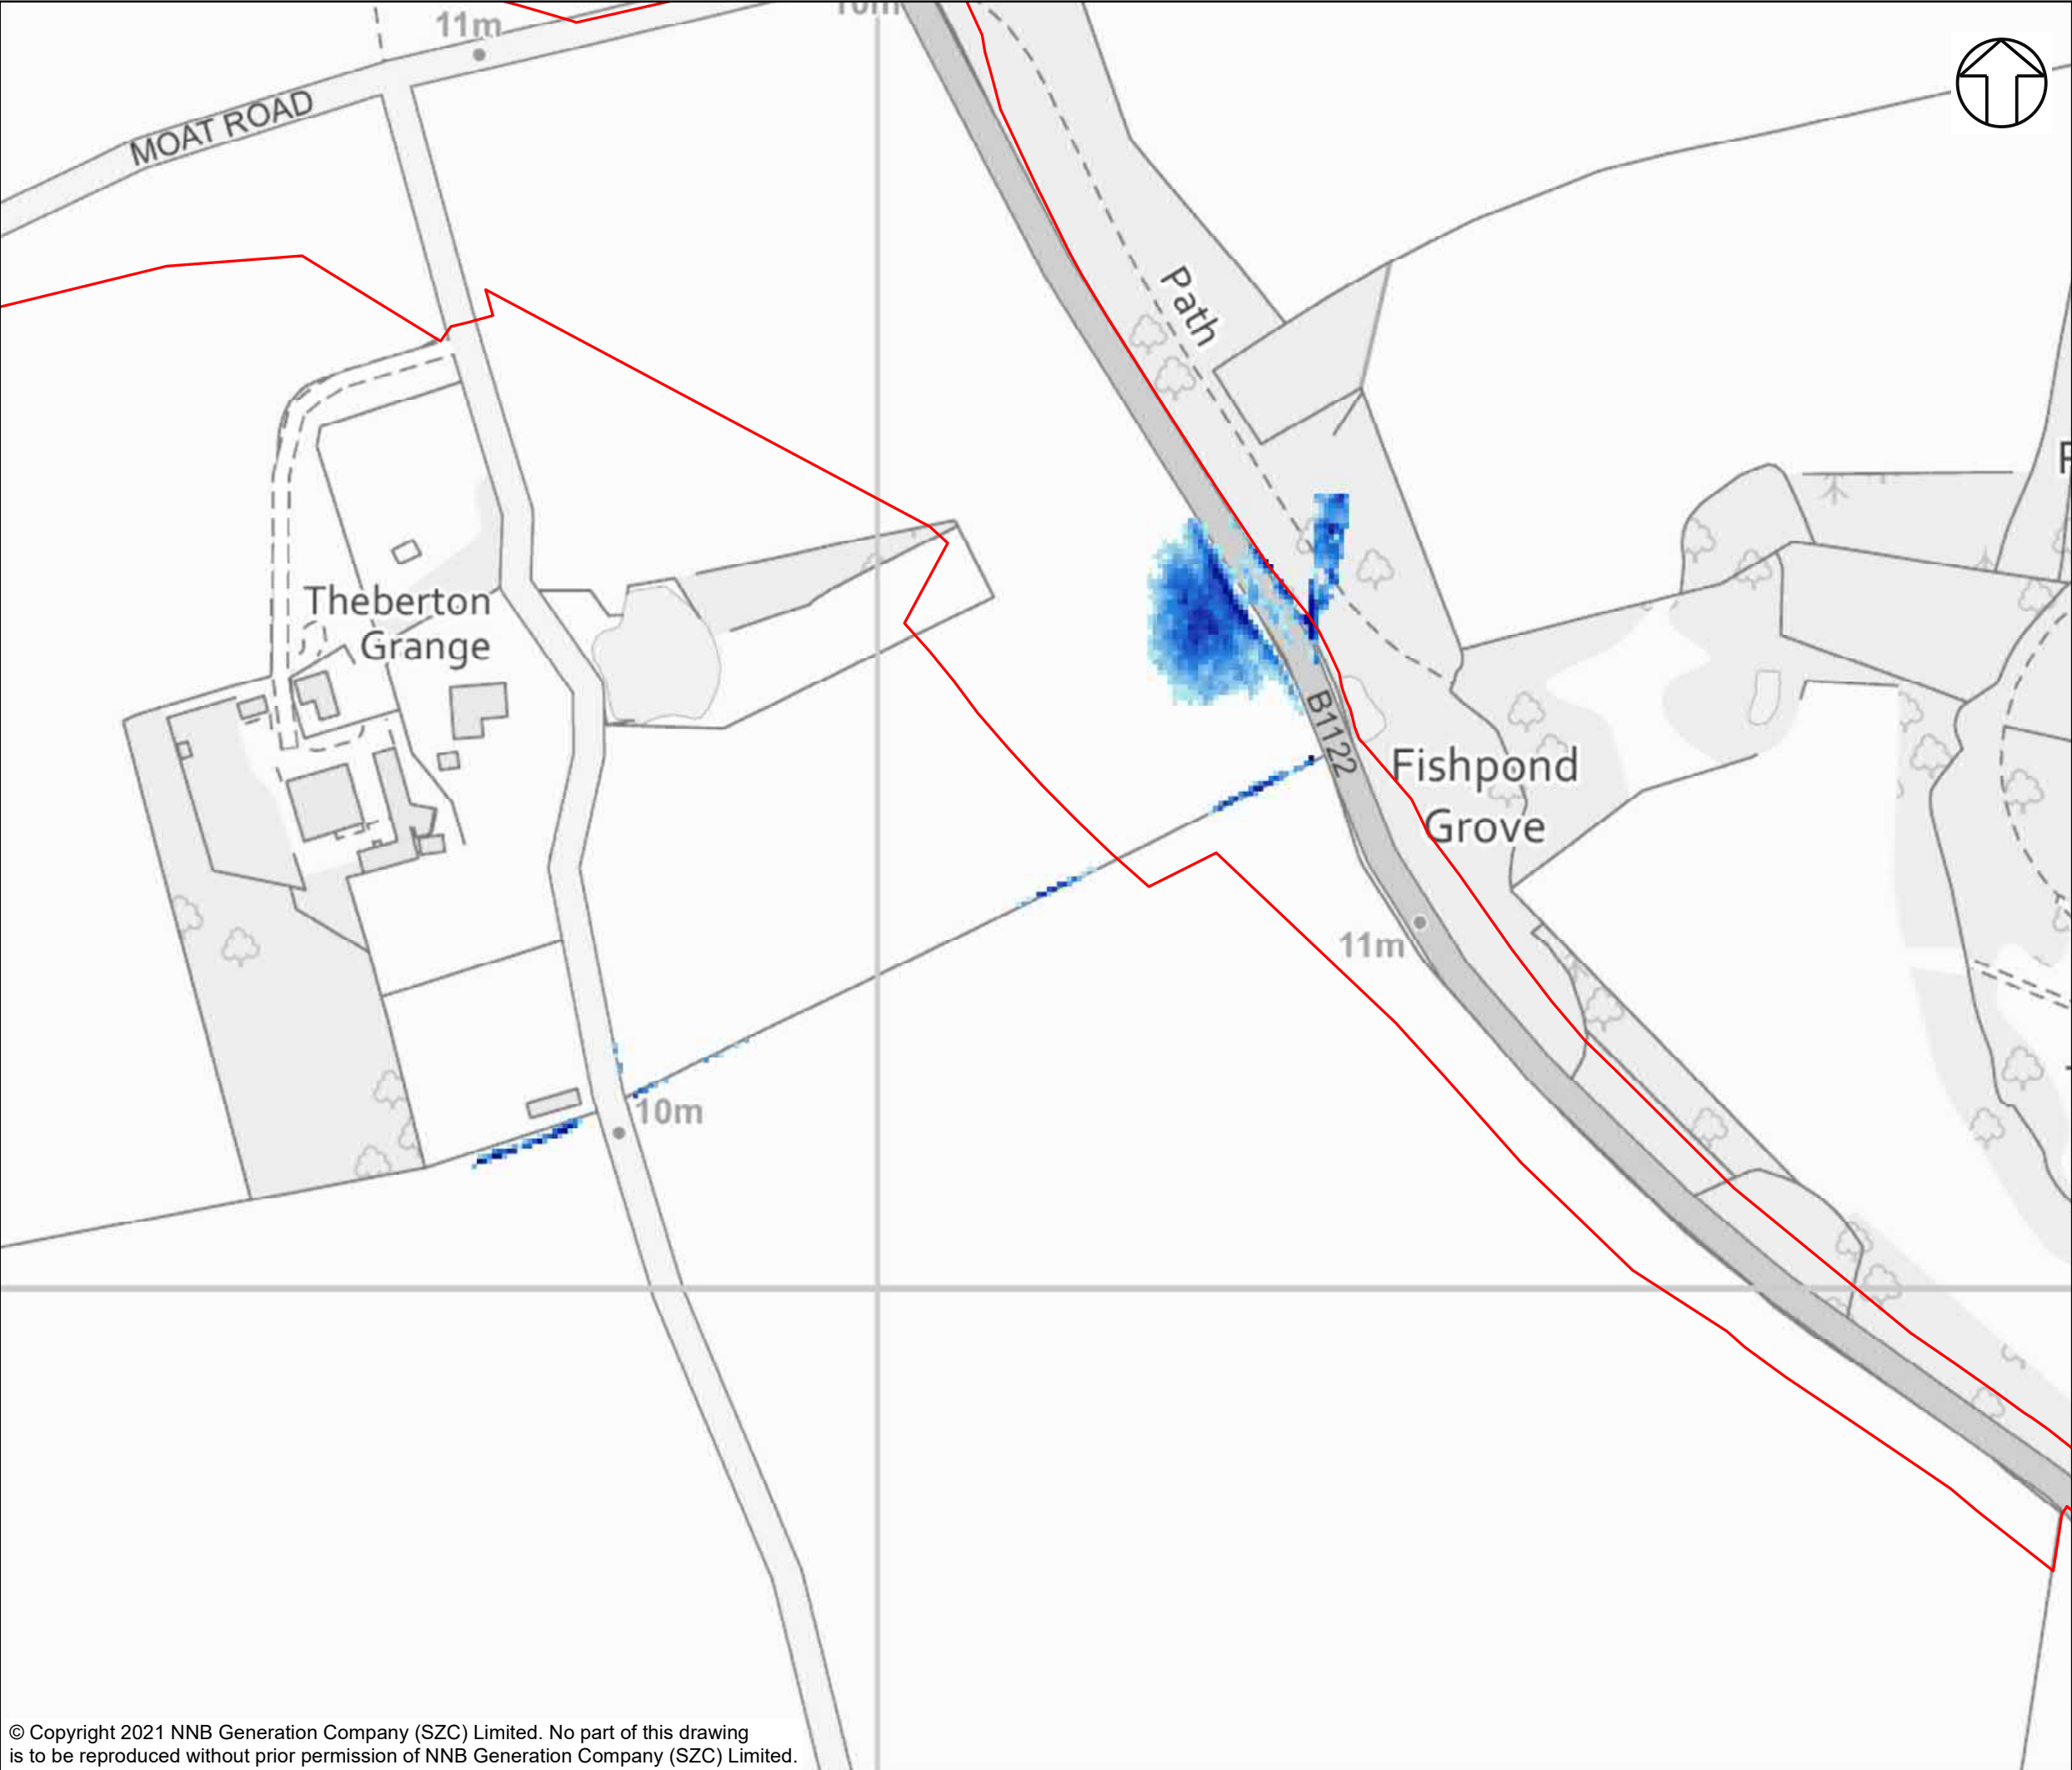 11m
10m
MOAT ROAD
Path
Theberton
Grange
B1122
Fishpond
Grove
11m
10m
© Copyright 2021 NNB Generation Company (SZC) Limited. No part of this drawing
is to be reproduced without prior permission of NNB Generation Company (SZC) Limited.